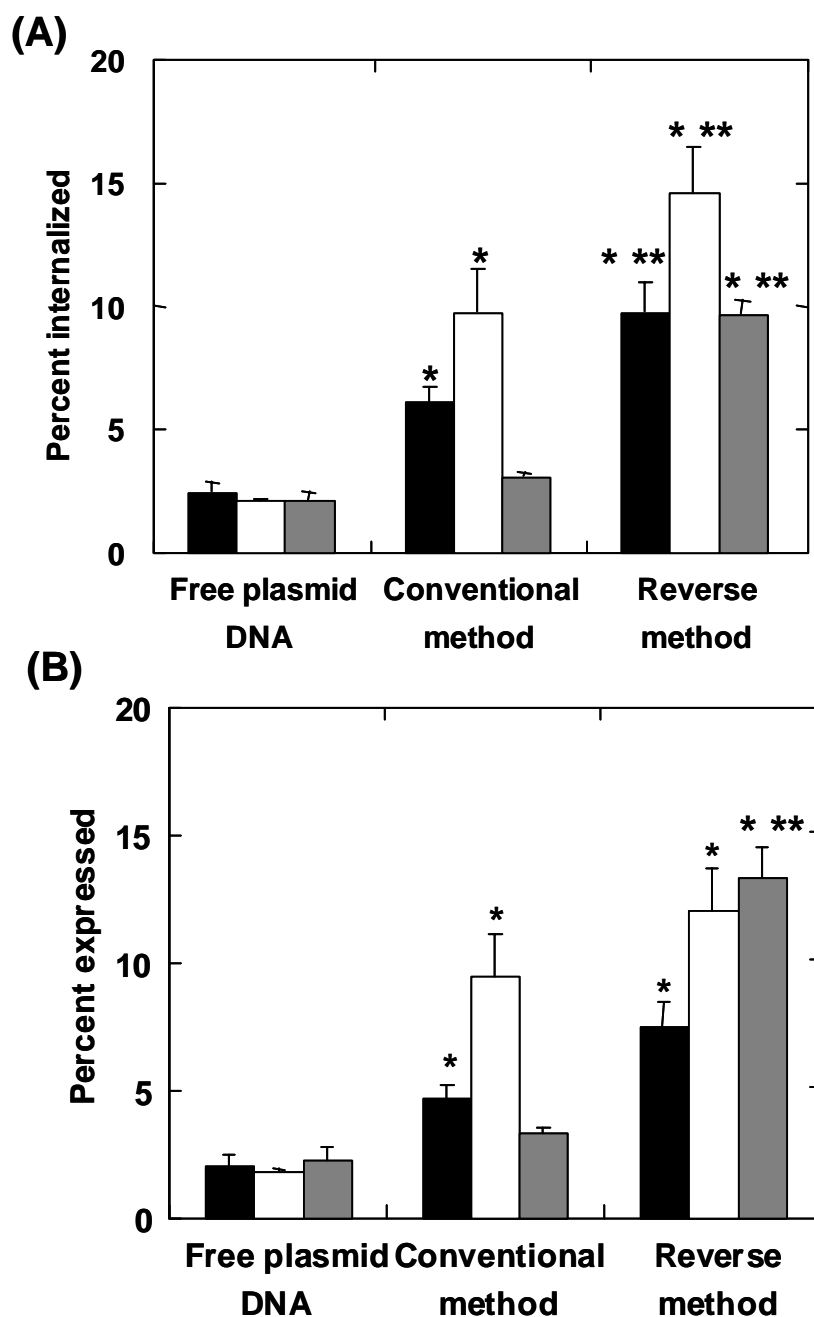 (A)
20
15
10
5
0
Percent internalized
* **
*
* **
* **
*
Free plasmid DNA
Conventional method
Reverse method
(B)
20
15
10
5
0
Percent expressed
* **
*
*
*
*
Free plasmid DNA
Conventional method
Reverse method